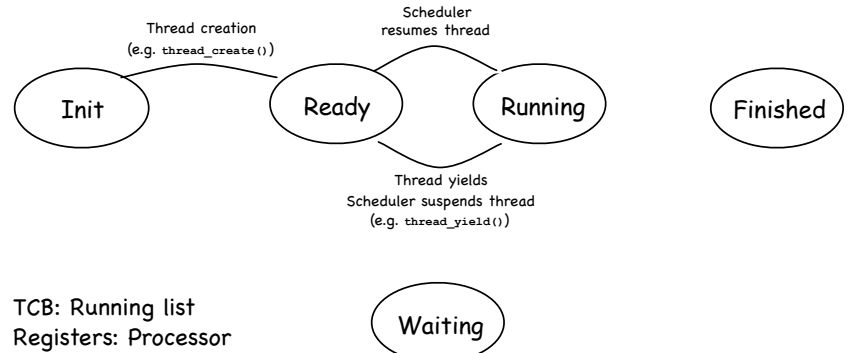 Thread creation
(e.g. thread_create())
Scheduler
resumes thread
Init
Ready
Running
Finished
Thread yields
Scheduler suspends thread
(e.g. thread_yield())
TCB: Running list
Registers: Processor
Waiting